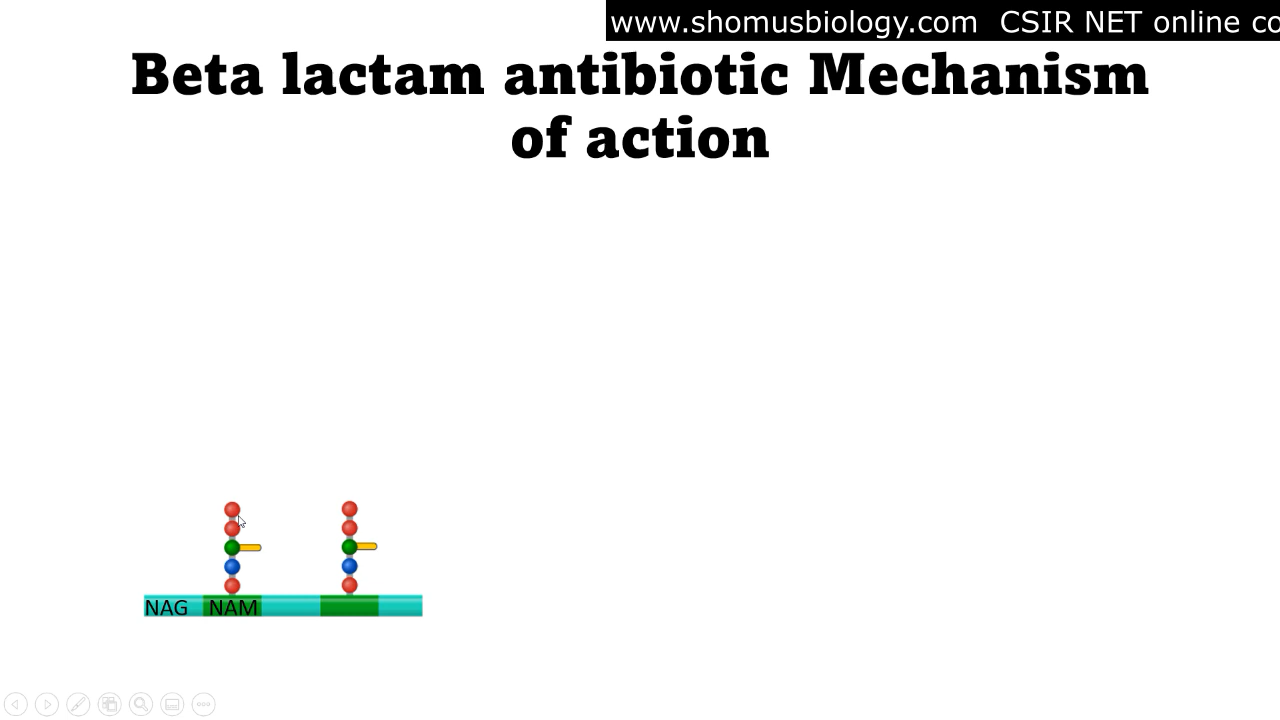 www.shomusbiology.com CSIR NET online co
Beta lactam antibiotic Mechanism
of action
NAG NAM